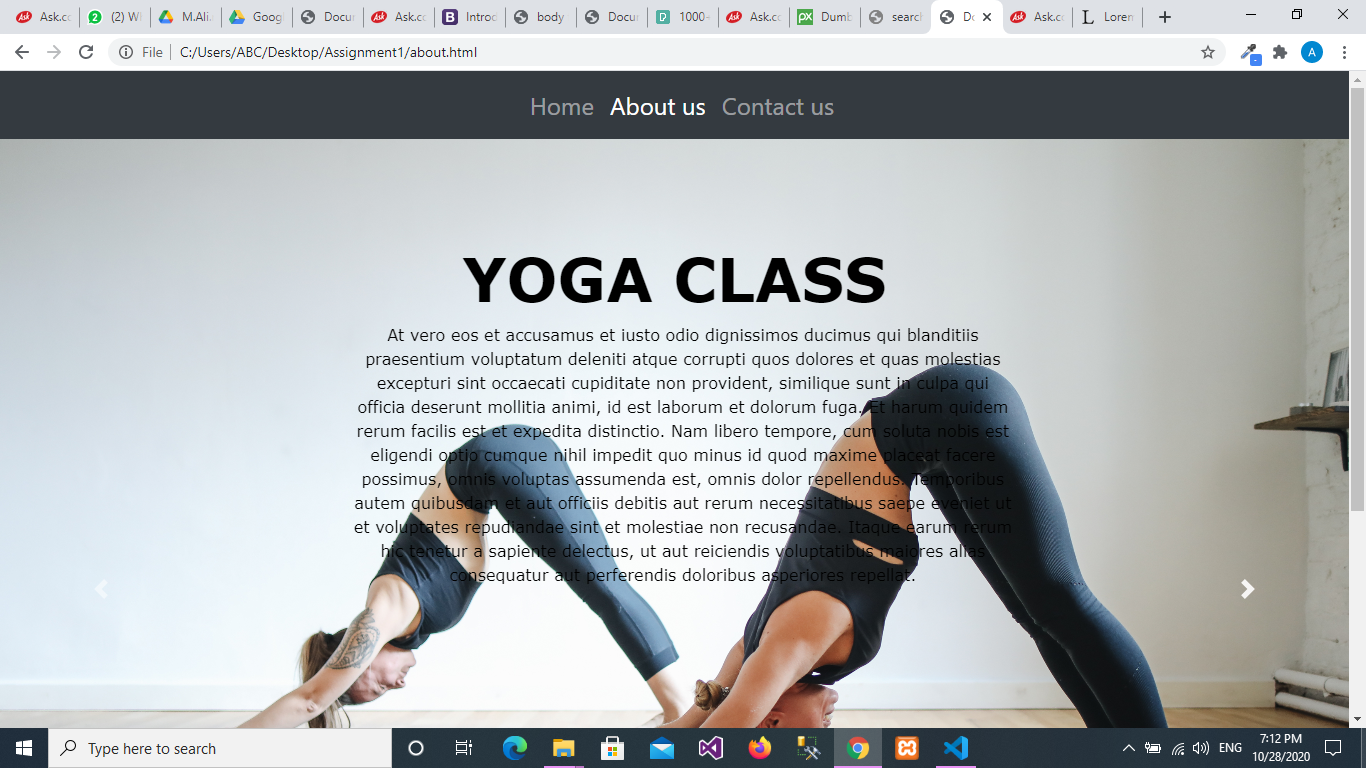 Ask.cc
(2) W
M.Ali.
Goog
Docur
Ask.cc
Introd
body
Docur
1000+
Ask.cc
Dumb
search
Do
Ask.cc
Loren
File
C:/Users/ABC/Desktop/Assignment1/about.html
A
Home About us Contact us
YOGA CLASS
At vero eos et accusamus et iusto odio dignissimos ducimus qui blanditiis
praesentium voluptatum deleniti atque corrupti quos dolores et quas molestias
excepturi sint occaecati cupiditate non provident, similique sunt in culpa qui
officia deserunt mollitia animi, id est laborum et dolorum fuga. Et harum quidem
rerum facilis est et expedita distinctio. Nam libero tempore, cum soluta nobis est
eligendi optio cumque nihil impedit quo minus id quod maxime placeat facere
possimus, omnis voluptas assumenda est, omnis dolor repellendus. Temporibus
autem quibusdam et aut officiis debitis aut rerum necessitatibus saepe eveniet ut
et voluptates repudiandae sint et molestiae non recusandae. Itaque earum rerum
hic tenetur a sapiente delectus, ut aut reiciendis voluptatibus maiores alias
consequatur aut perferendis doloribus asperiores repellat.
Type here to search
ENG
7:12 PM
10/28/2020